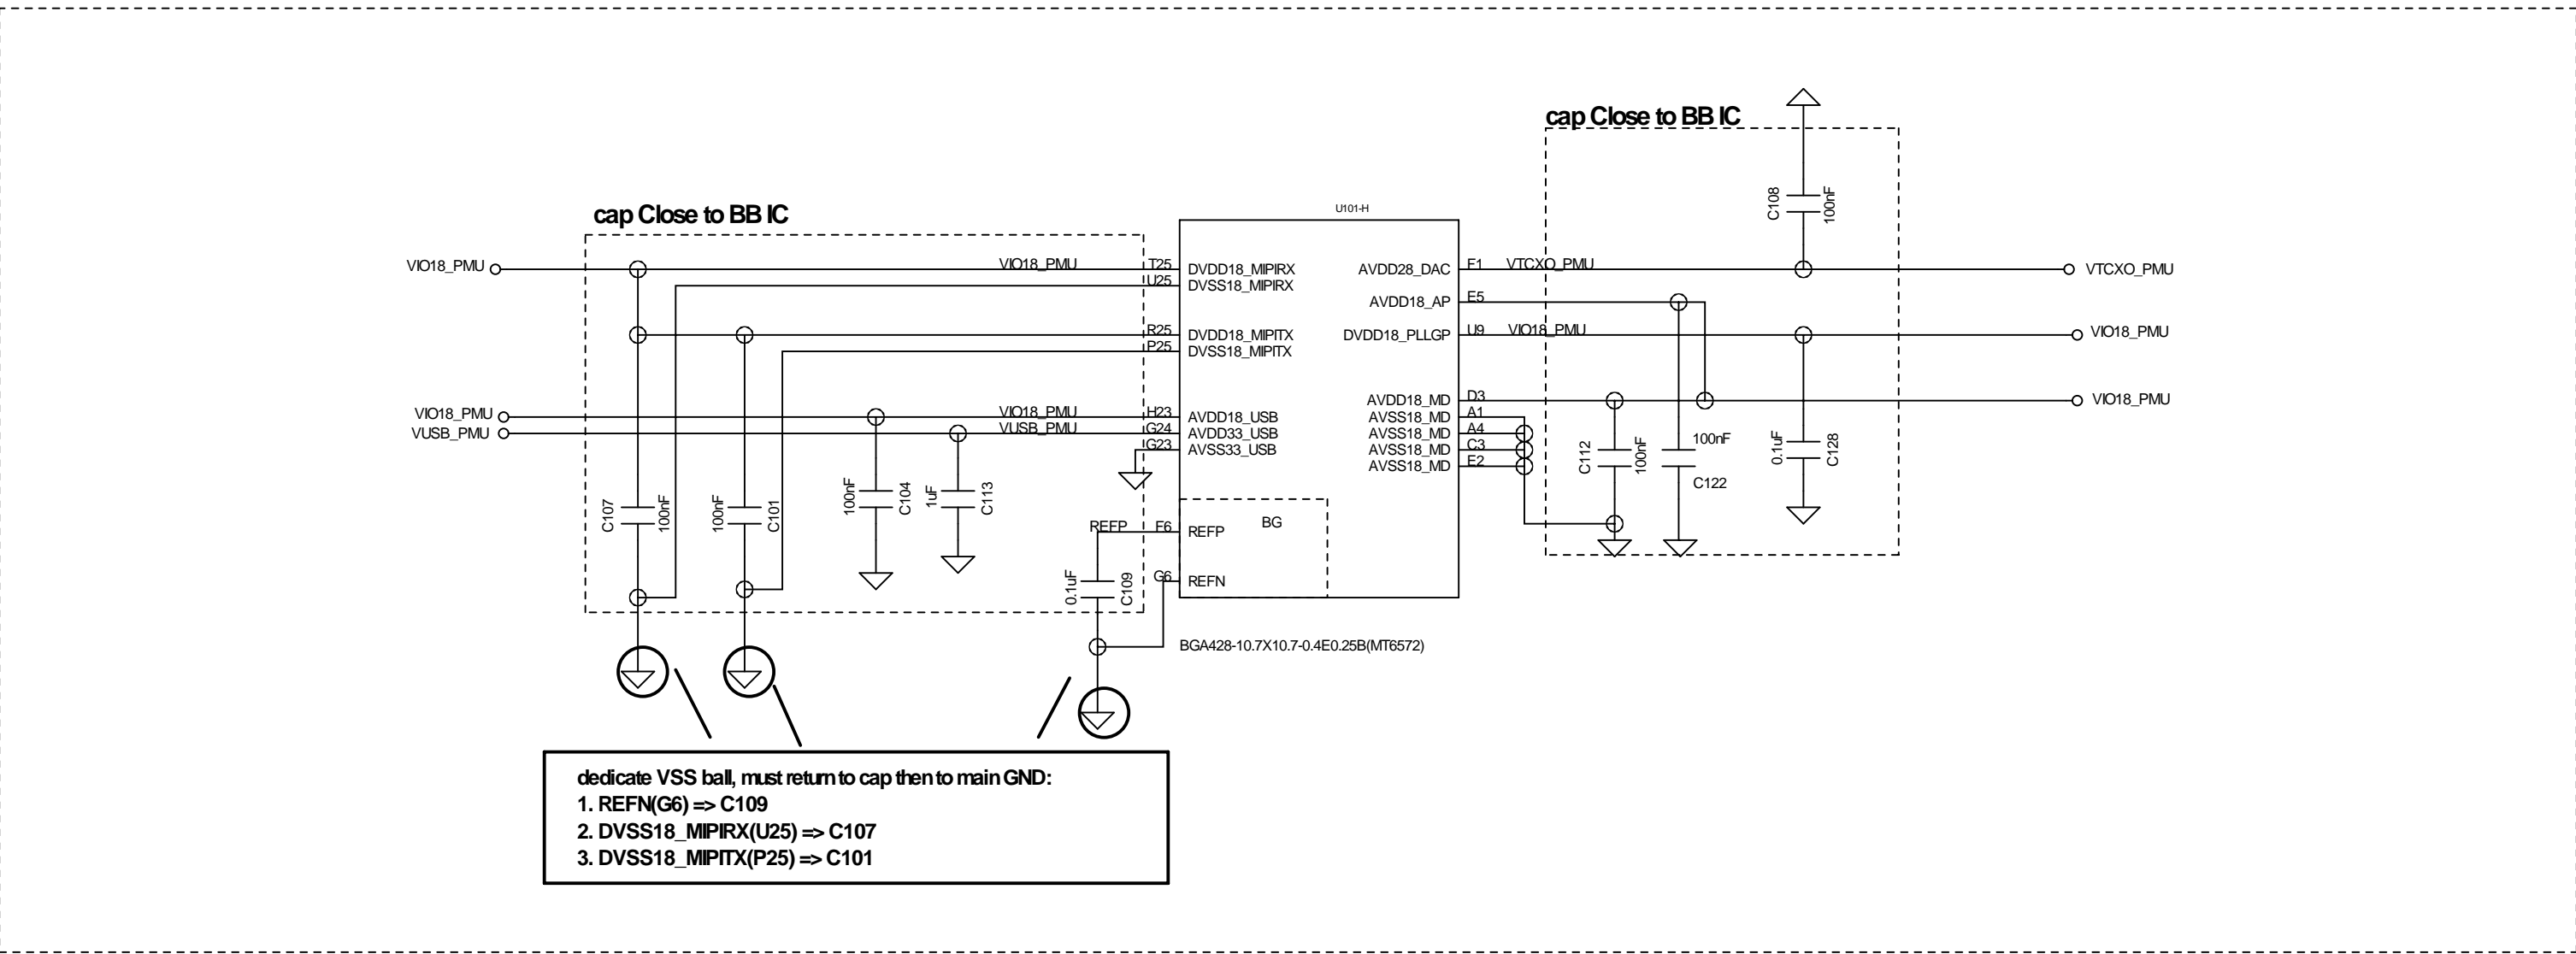 cap Close to BB IC
cap Close to BB IC
C108
100nF
U101-H
VIO18_PMU
VIO18_PMU
T25
DVDD18_MIPIRX
U25
DVSS18_MIPIRX
R25
DVDD18_MIPITX
P25
DVSS18_MIPITX
VIO18_PMU
VIO18_PMU
H23
AVDD18_USB
VUSB_PMU
VUSB_PMU
G24
AVDD33_USB
G23
AVSS33_USB
AVDD28_DAC
F1
VTCXO_PMU
VTCXO_PMU
AVDD18_AP
E5
DVDD18_PLLGP
U9
VIO18_PMU
VIO18_PMU
AVDD18_MD
D3
VIO18_PMU
AVSS18_MD
A1
AVSS18_MD
A4
AVSS18_MD
C3
AVSS18_MD
E2
C107
100nF
100nF
C101
100nF
C104
1uF
C113
C112
100nF
100nF
C122
0.1uF
C128
REFP
F6
REFP
BG
G6
REFN
0.1uF
C109
BGA428-10.7X10.7-0.4E0.25B(MT6572)
dedicate VSS ball, must return to cap then to main GND:
1. REFN(G6) => C109
2. DVSS18_MIPIRX(U25) => C107
3. DVSS18_MIPITX(P25) => C101